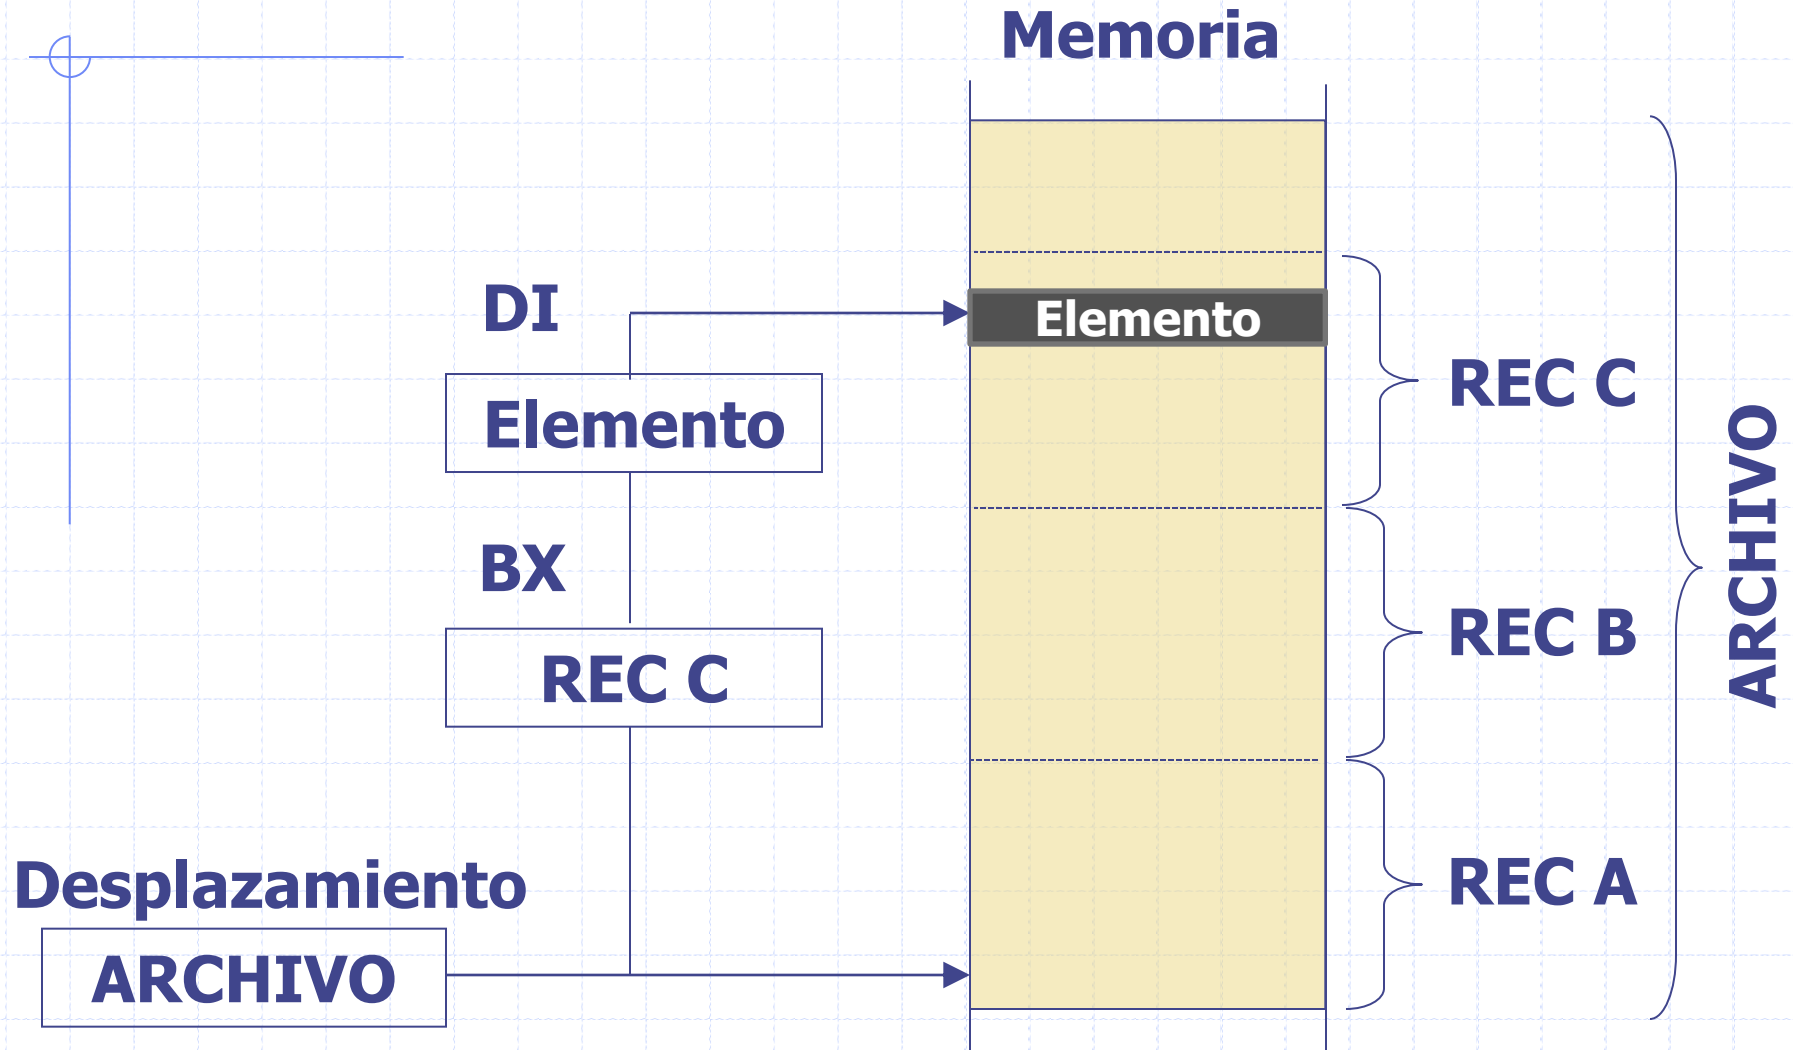 Memoria
DI
Elemento
Elemento
REC C
BX
REC B
REC C
ARCHIVO
Desplazamiento
REC A
ARCHIVO